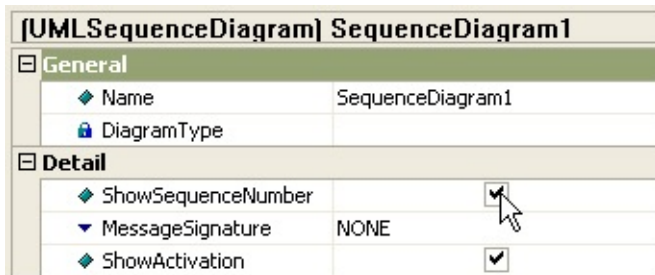 (UMLSequenceDiagram) SequenceDiagram1
General
Name SequenceDiagram1
DiagramType
Detail
ShowSequenceNumber
MessageSignature NONE
ShowActivation